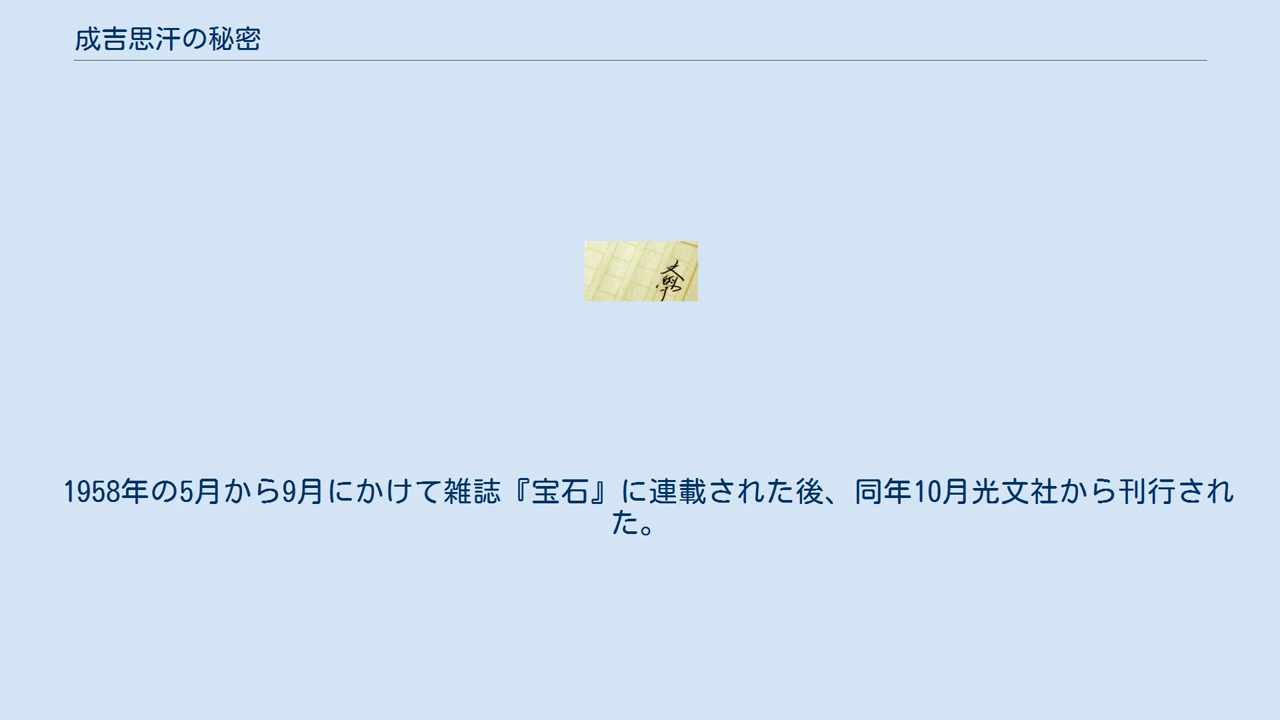 成吉思汗の秘密
1958年の5月から9月にかけて雑誌『宝石』に連載された後、同年10月光文社から刊行され
た。